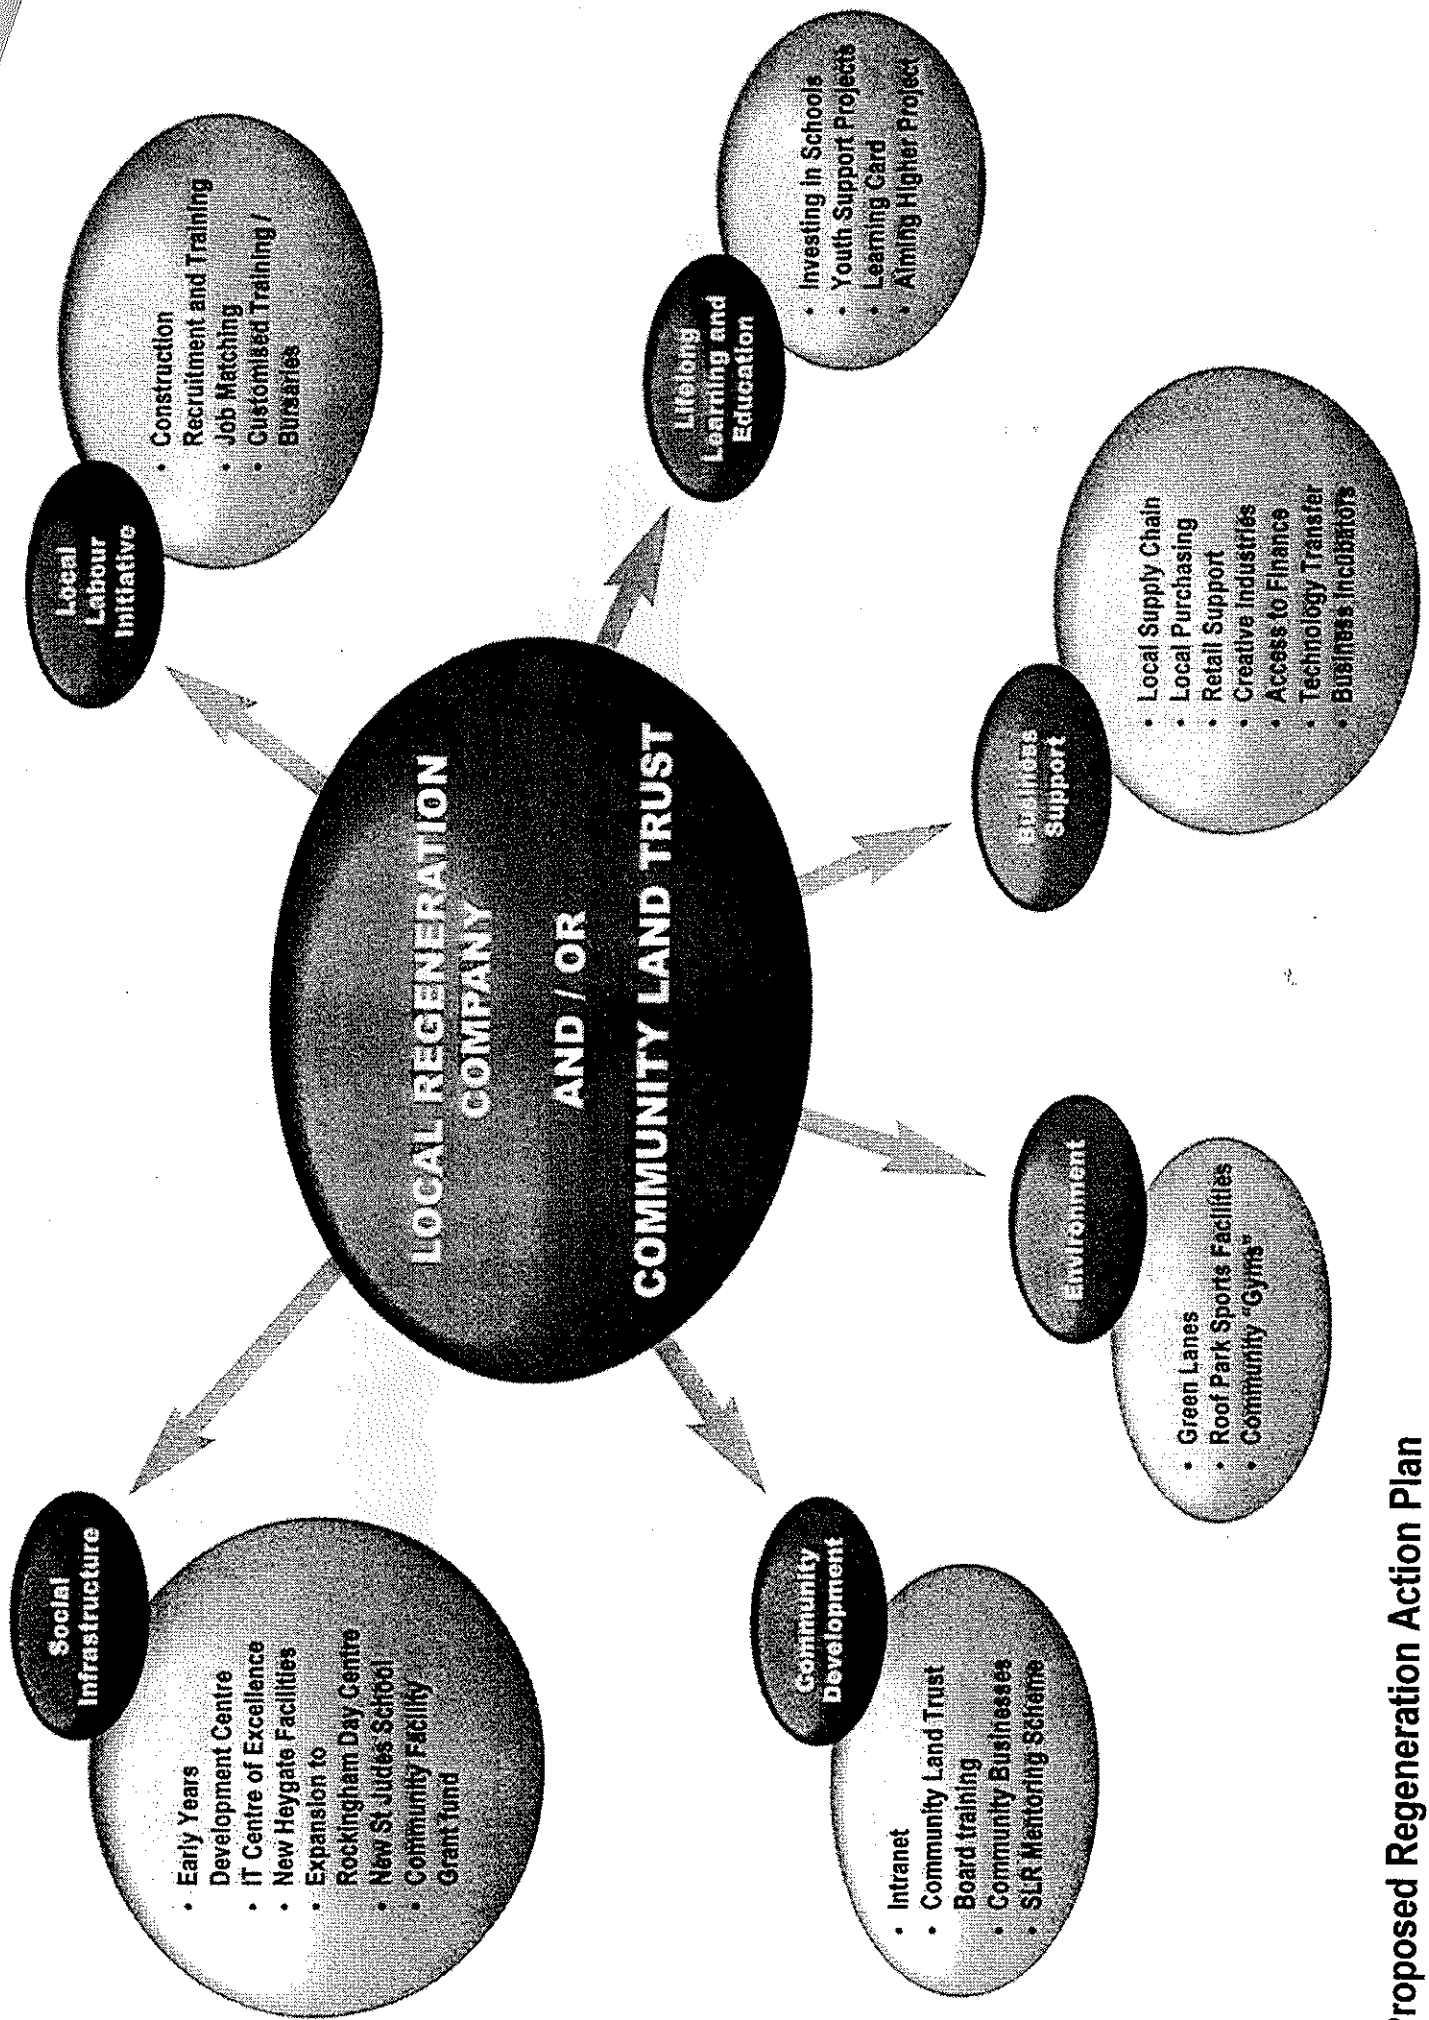 Social
Infrastructure
• Early Years
Development Centre
• IT Centre of Excellence
• New Heygate Facilities
• Expansion to
Rockingham Day Centre
• New St Judes School
• Community Facility
Grant fund
Local
Labour
Initiative
• Construction
Recruitment and Training
• Job Matching
• Customised Training /
Bursaries
LOCAL REGENERATION
COMPANY
AND / OR
COMMUNITY LAND TRUST
Lifelong
Learning and
Education
• Investing in Schools
• Youth Support Projects
• Learning Card
• Aiming Higher Project
Community
Development
• Intranet
• Community Land Trust
Board training
• Community Businesses
• SLR Mentoring Scheme
Environment
• Green Lanes
• Roof Park Sports Facilities
• Community "Gyms"
Business
Support
• Local Supply Chain
• Local Purchasing
• Retail Support
• Creative Industries
• Access to Finance
• Technology Transfer
• Business Incubators
Proposed Regeneration Action Plan